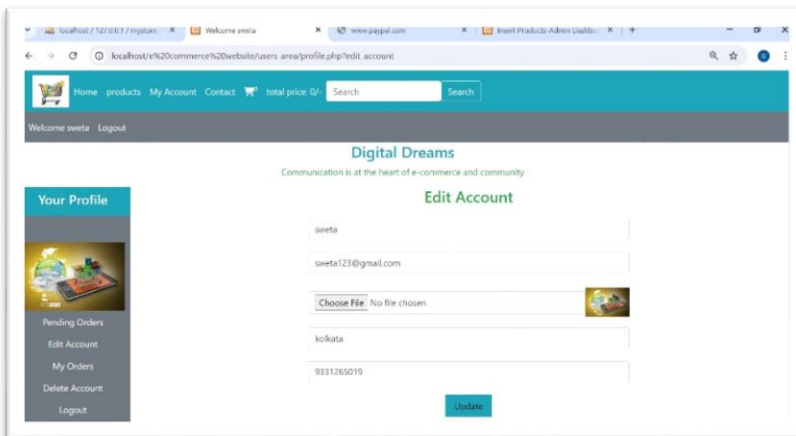 localhost / 127.0.0.1 / mystore
Welcome sweta
www.paypal.com
Insert Products-Admin Dashbo
localhost/e%20commerce%20website/users_area/profile.php?edit_account
Home products My Account Contact 0 total price: 0/- Search Search
Welcome sweta Logout
Digital Dreams
Communication is at the heart of e-commerce and community
Your Profile
Edit Account
sweta
sweta123@gmail.com
Choose File No file chosen
Pending Orders
kolkata
Edit Account
My Orders
9331265019
Delete Account
Update
Logout